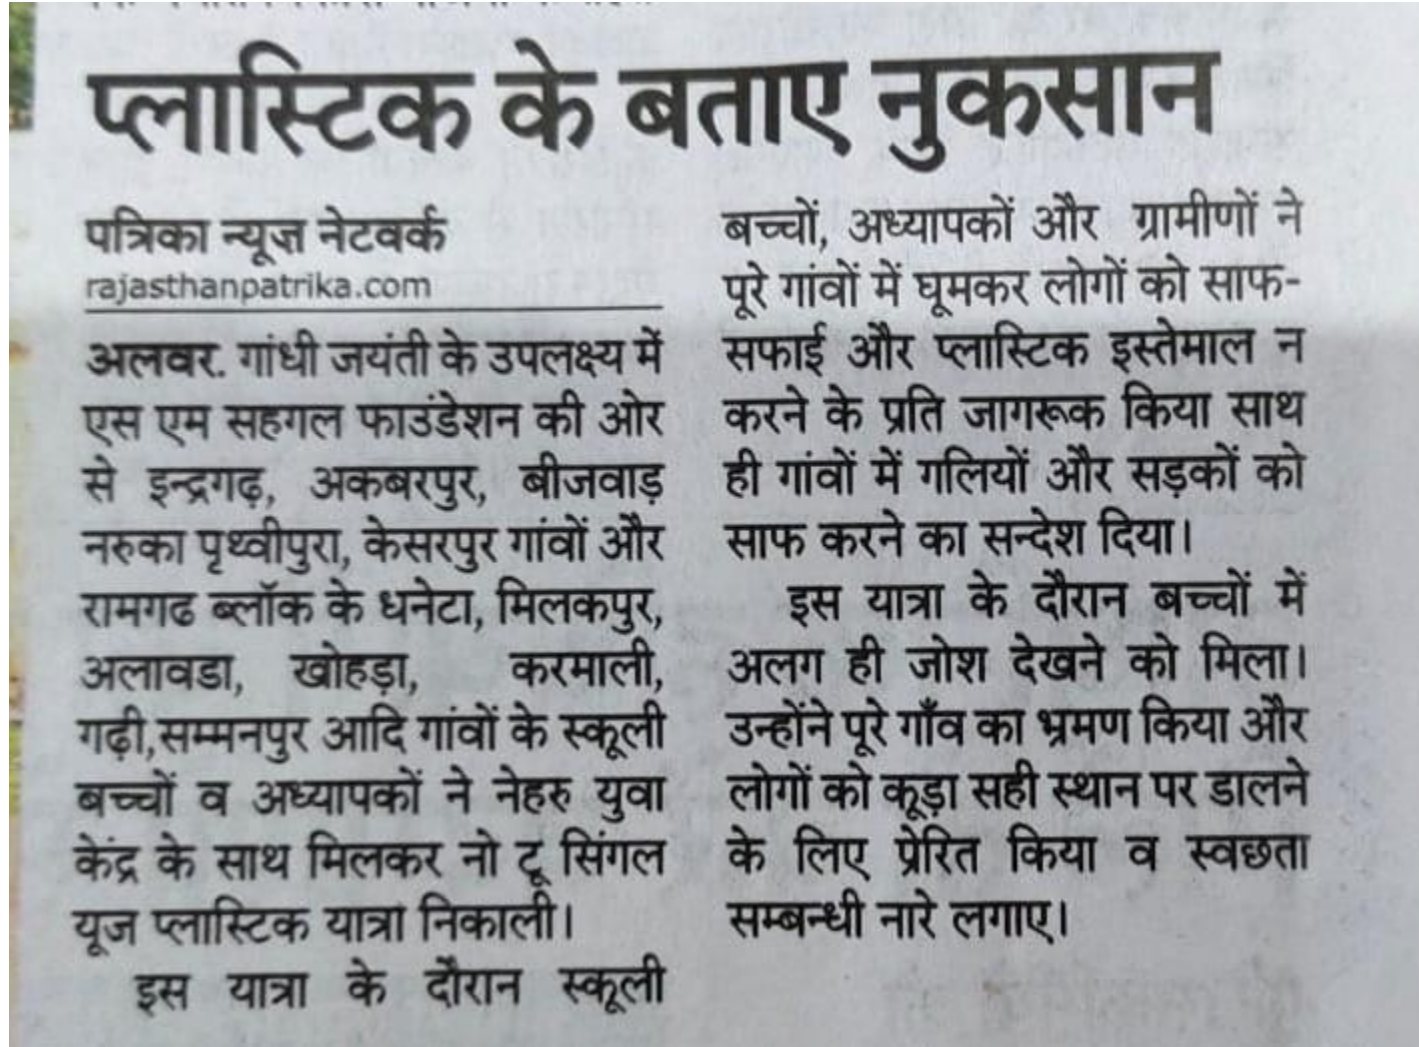 प्लास्टिक के बताए नुकसान
पत्रिका न्यूज़ नेटवर्क
rajasthanpatrika.com
अलवर. गांधी जयंती के उपलक्ष्य में
एस एम सहगल फाउंडेशन की ओर
से इन्द्रगढ़, अकबरपुर, बीजवाड़
नरुका पृथ्वीपुरा, केसरपुर गांवों और
रामगढ ब्लॉक के धनेटा, मिलकपुर,
अलावडा, खोहड़ा, करमाली,
गढ़ी,सम्मनपुर आदि गांवों के स्कूली
बच्चों व अध्यापकों ने नेहरु युवा
केंद्र के साथ मिलकर नो टू सिंगल
यूज प्लास्टिक यात्रा निकाली।
इस यात्रा के दौरान स्कूली
बच्चों, अध्यापकों और ग्रामीणों ने
पूरे गांवों में घूमकर लोगों को साफ-
सफाई और प्लास्टिक इस्तेमाल न
करने के प्रति जागरूक किया साथ
ही गांवों में गलियों और सड़कों को
साफ करने का सन्देश दिया।
इस यात्रा के दौरान बच्चों में
अलग ही जोश देखने को मिला।
उन्होंने पूरे गाँव का भ्रमण किया और
लोगों को कूड़ा सही स्थान पर डालने
के लिए प्रेरित किया व स्वछता
सम्बन्धी नारे लगाए।